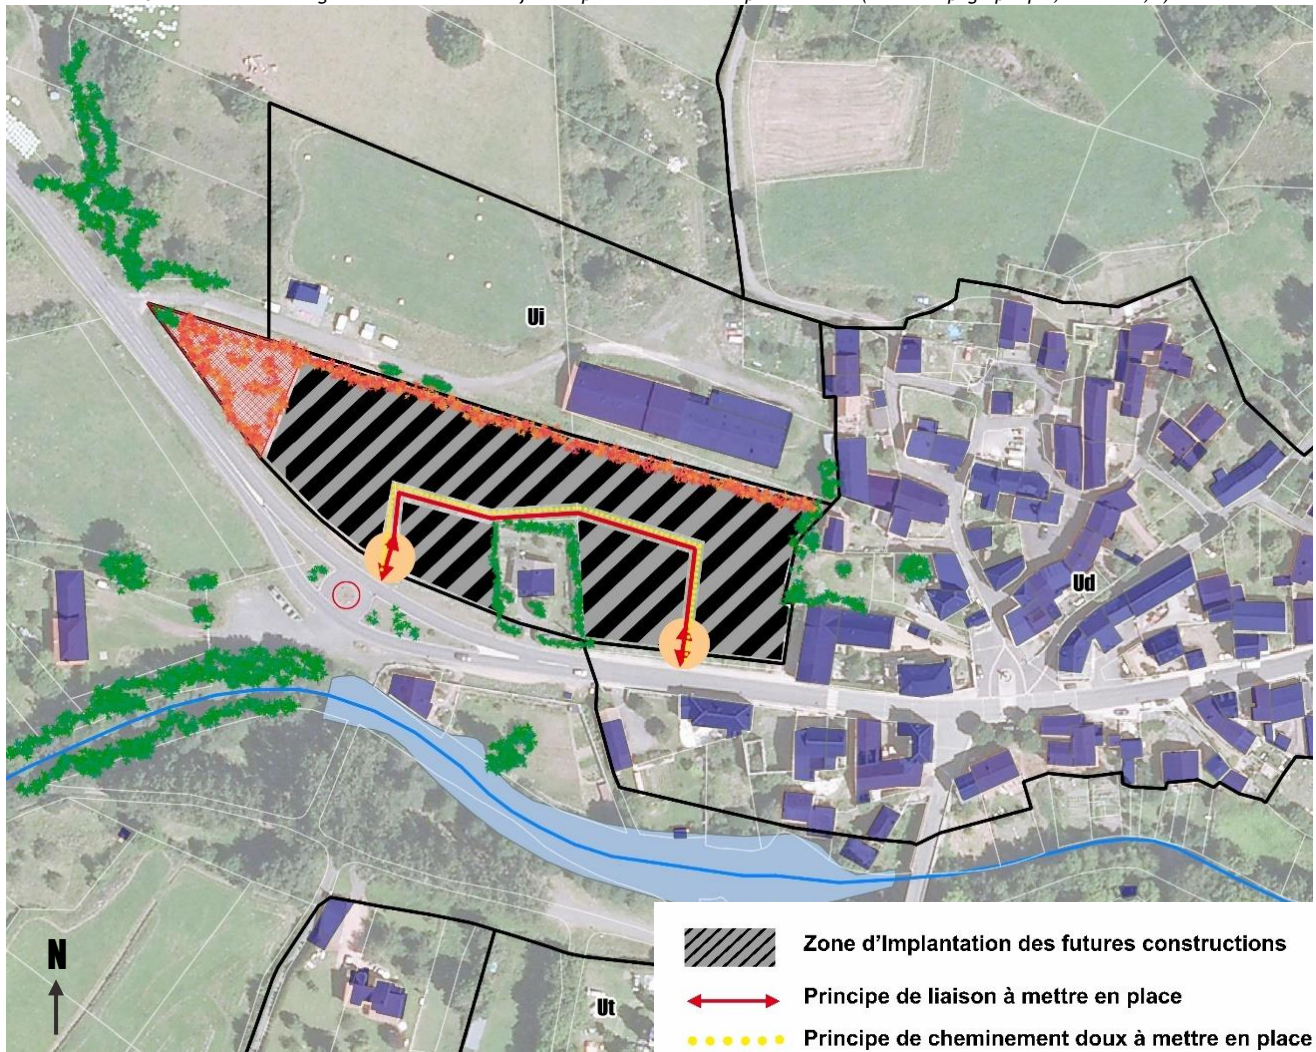 Ui
Ud
N
Ut
Zone d'Implantation des futures constructions
Principe de liaison à mettre en place
Principe de cheminement doux à mettre en place